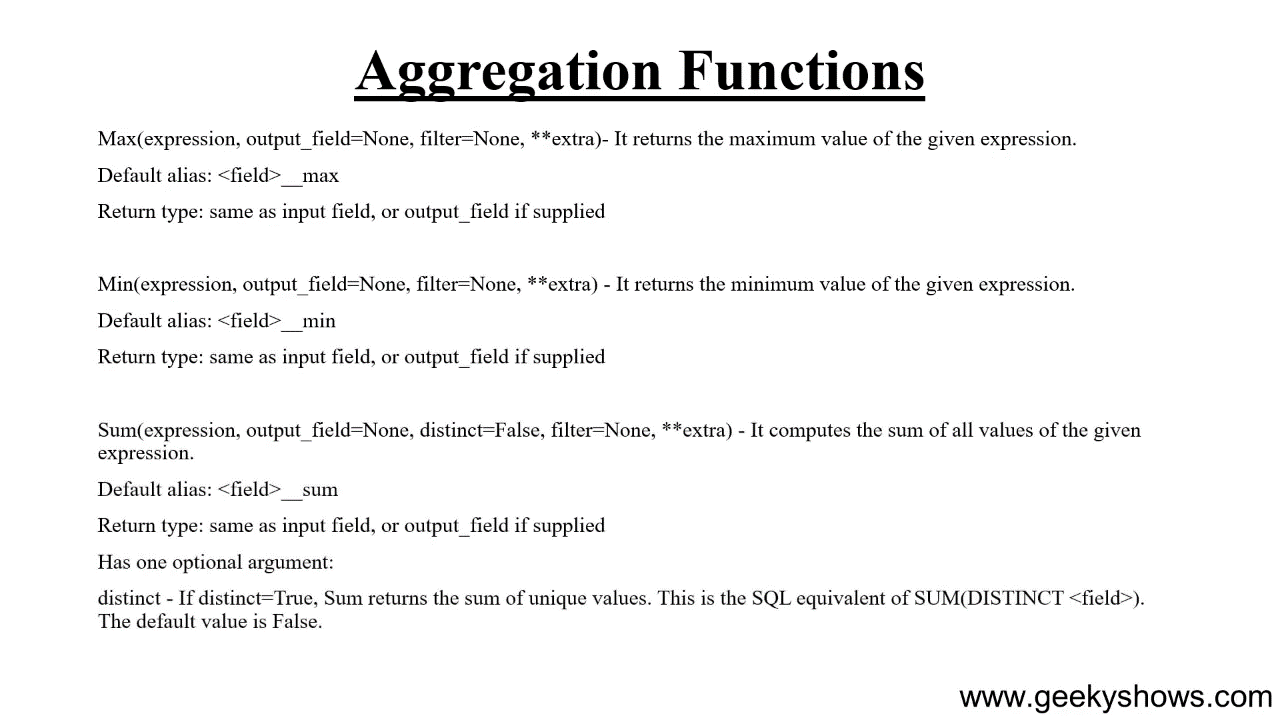 Aggregation Functions
Max(expression, output_field=None, filter=None, **extra)- It returns the maximum value of the given expression.
Default alias: <field>__max
Return type: same as input field, or output_field if supplied
Min(expression, output_field=None, filter=None, **extra) - It returns the minimum value of the given expression.
Default alias: <field>__min
Return type: same as input field, or output_field if supplied
Sum(expression, output_field=None, distinct=False, filter=None, **extra) - It computes the sum of all values of the given
expression.
Default alias: <field>__sum
Return type: same as input field, or output_field if supplied
Has one optional argument:
distinct - If distinct=True, Sum returns the sum of unique values. This is the SQL equivalent of SUM(DISTINCT <field>).
The default value is False.
www.geekyshows.com